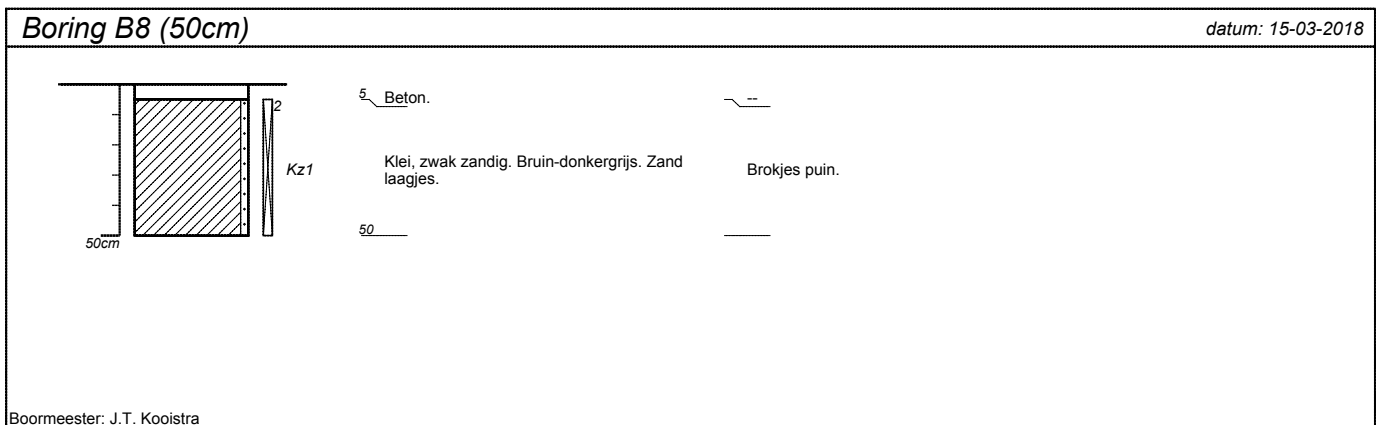 Boring B8 (50cm)
datum: 15-03-2018
5 Beton.
--
2
Kz1
Klei, zwak zandig. Bruin-donkergrijs. Zand
laagjes.
Brokjes puin.
50
50cm
Boormeester: J.T. Kooistra